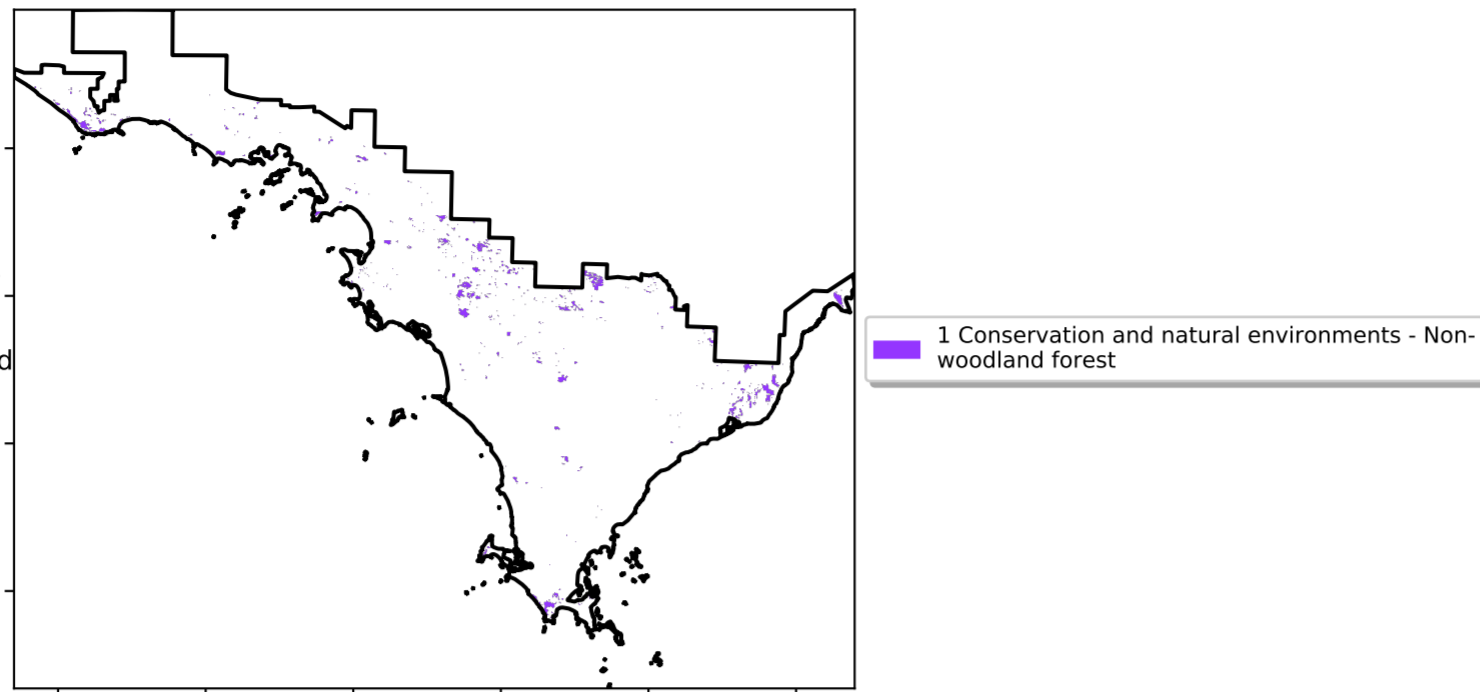 d
1 Conservation and natural environments - Non-
woodland forest